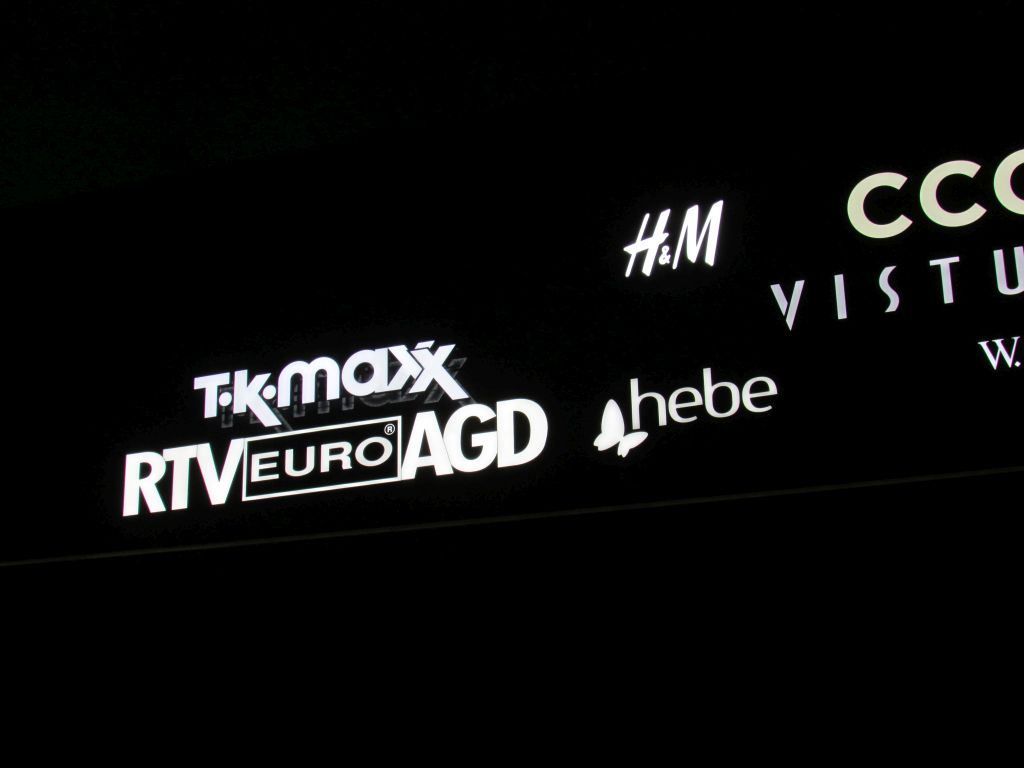 H&M
CCC
VISTU
W.
T·K·maxx
hebe
RTV EURO® AGD